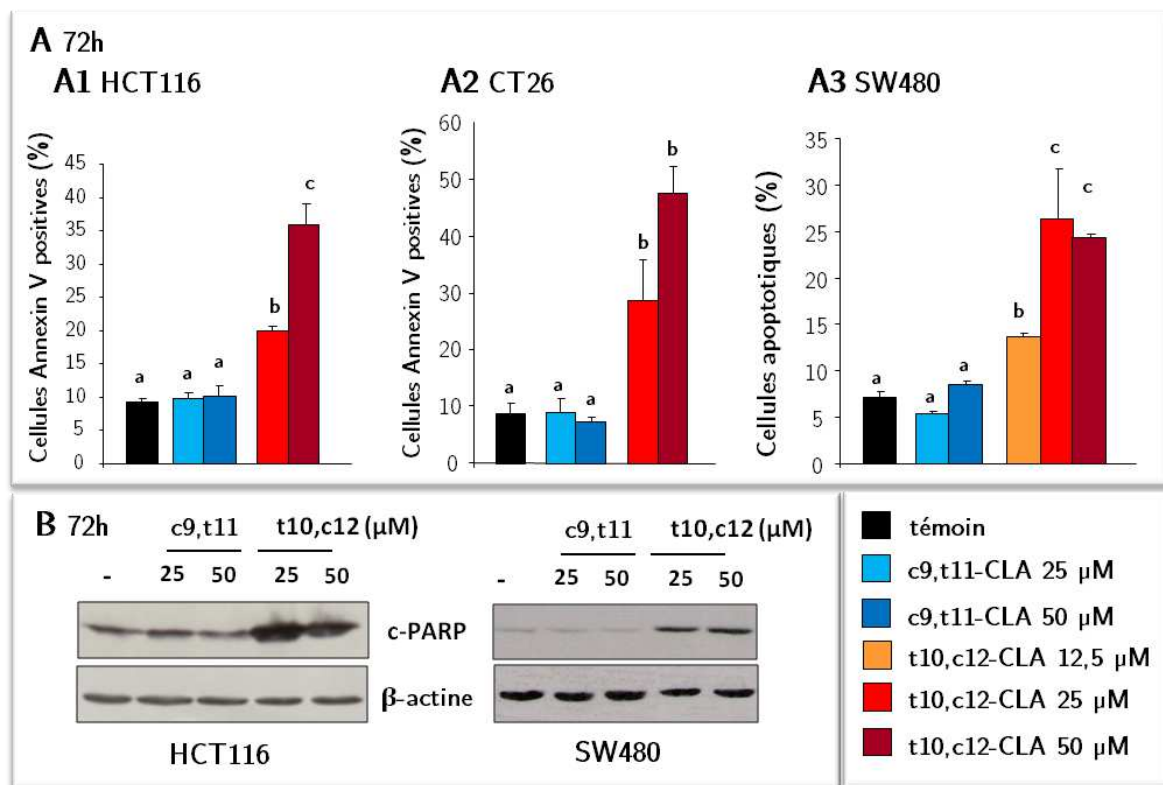 A 72h
A1 HCT116
Cellules Annexin V positives (%)
45
40
35
30
25
20
15
10
5
0
a
a
a
b
c
A2 CT26
Cellules Annexin V positives (%)
60
50
40
30
20
10
0
a
a
a
b
b
A3 SW480
Cellules apoptotiques (%)
35
30
25
20
15
10
5
0
a
a
a
b
c
c
B 72h
c9,t11 t10,c12 (µM)
- 25 50 25 50
c9,t11 t10,c12
- 25 50 25 50
c-PARP
β-actine
HCT116
SW480
témoin
c9,t11-CLA 25 µM
c9,t11-CLA 50 µM
t10,c12-CLA 12,5 µM
t10,c12-CLA 25 µM
t10,c12-CLA 50 µM